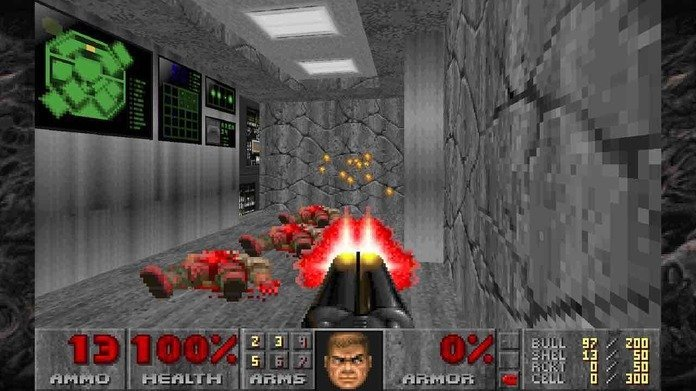 13 100% 2 3 4 0% BULL 97 / 200
SHEL 13 / 50
5 6 7 RCKT 0 / 50
AMMO HEALTH ARMS ARMOR CELL 0 / 300